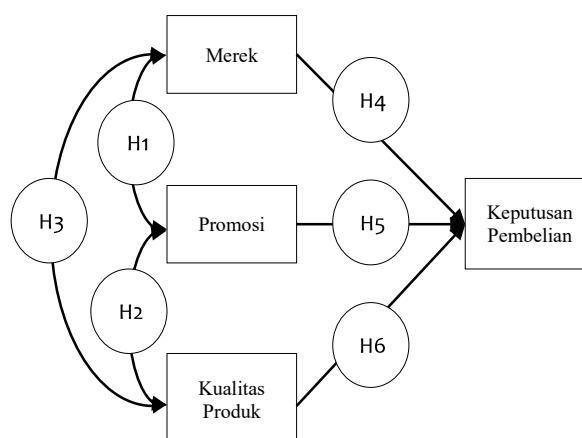 Merek
H4
H1
H3
Promosi
H5
Keputusan
Pembelian
H2
H6
Kualitas
Produk